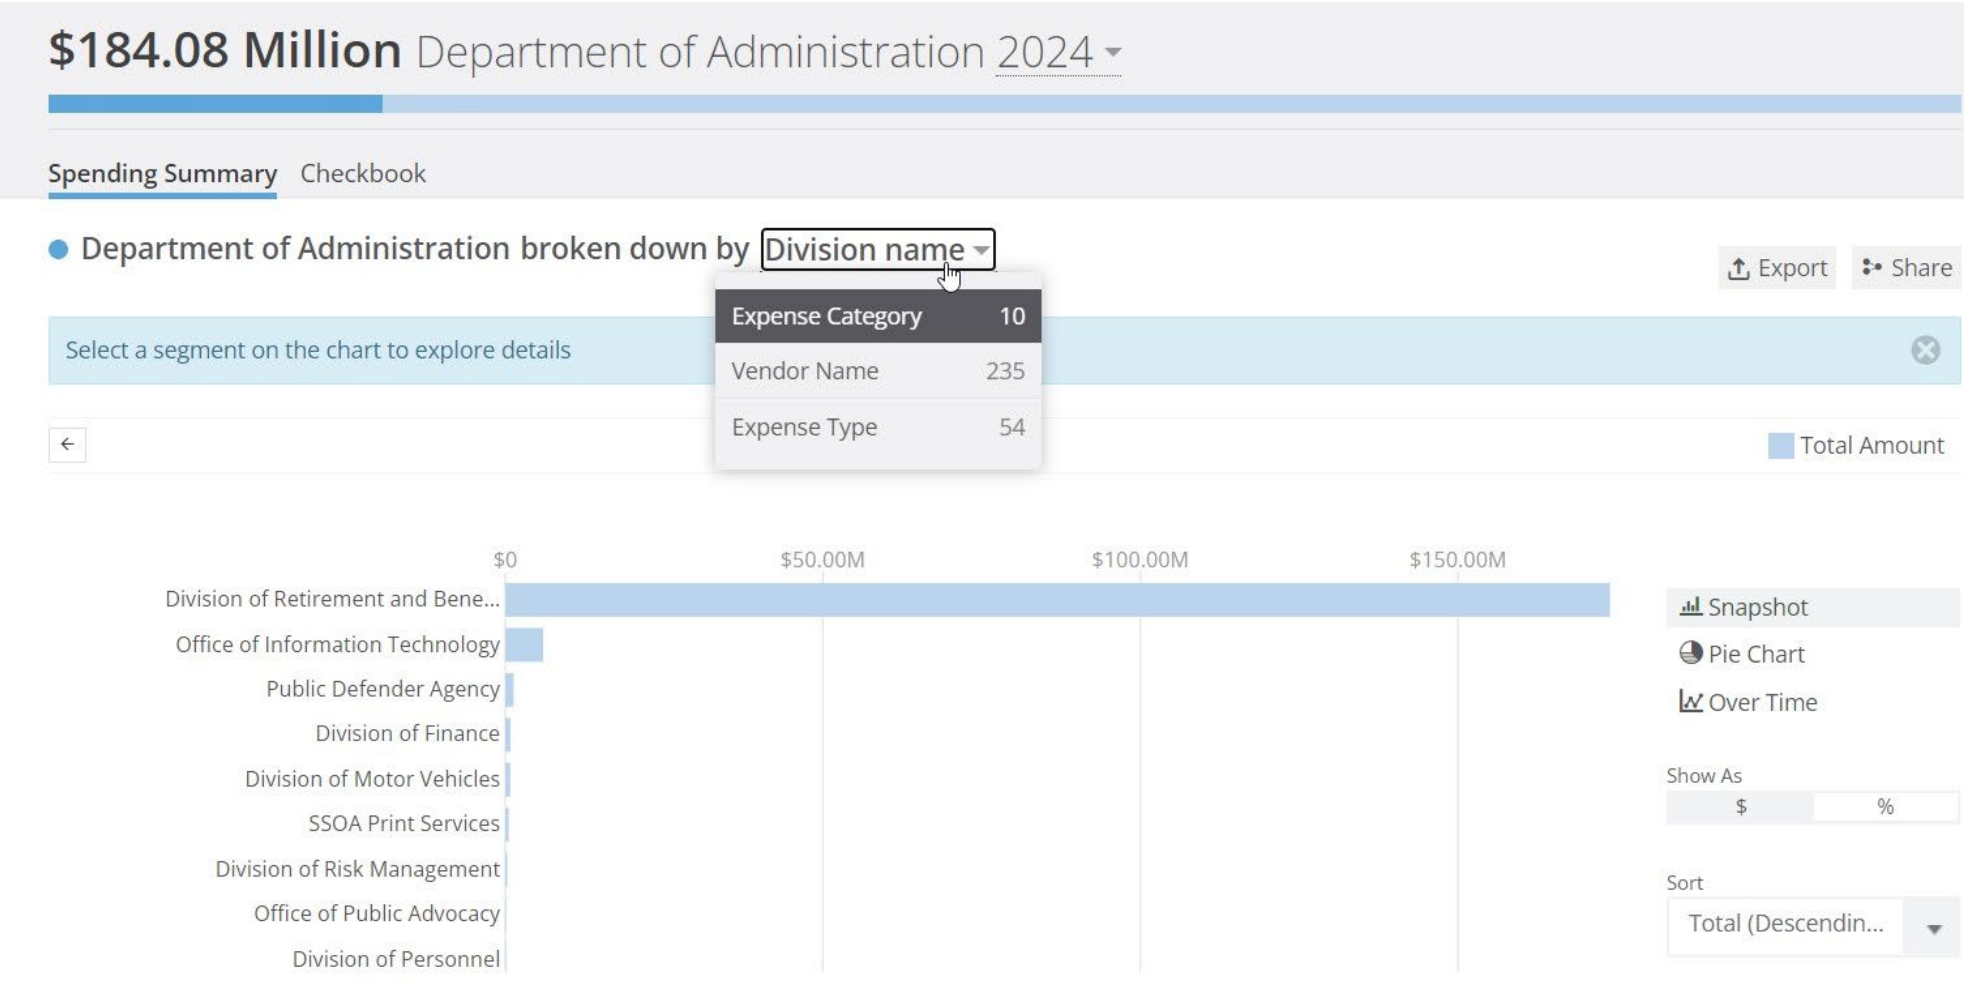 $184.08 Million Department of Administration 2024
Spending Summary Checkbook
Department of Administration broken down by Division name
Export Share
Expense Category 10
Select a segment on the chart to explore details
Vendor Name 235
Expense Type 54
Total Amount
$0 $50.00M $100.00M $150.00M
Division of Retirement and Bene...
Office of Information Technology
Public Defender Agency
Division of Finance
Division of Motor Vehicles
SSOA Print Services
Division of Risk Management
Office of Public Advocacy
Division of Personnel
Snapshot
Pie Chart
Over Time
Show As
$ %
Sort
Total (Descendin...